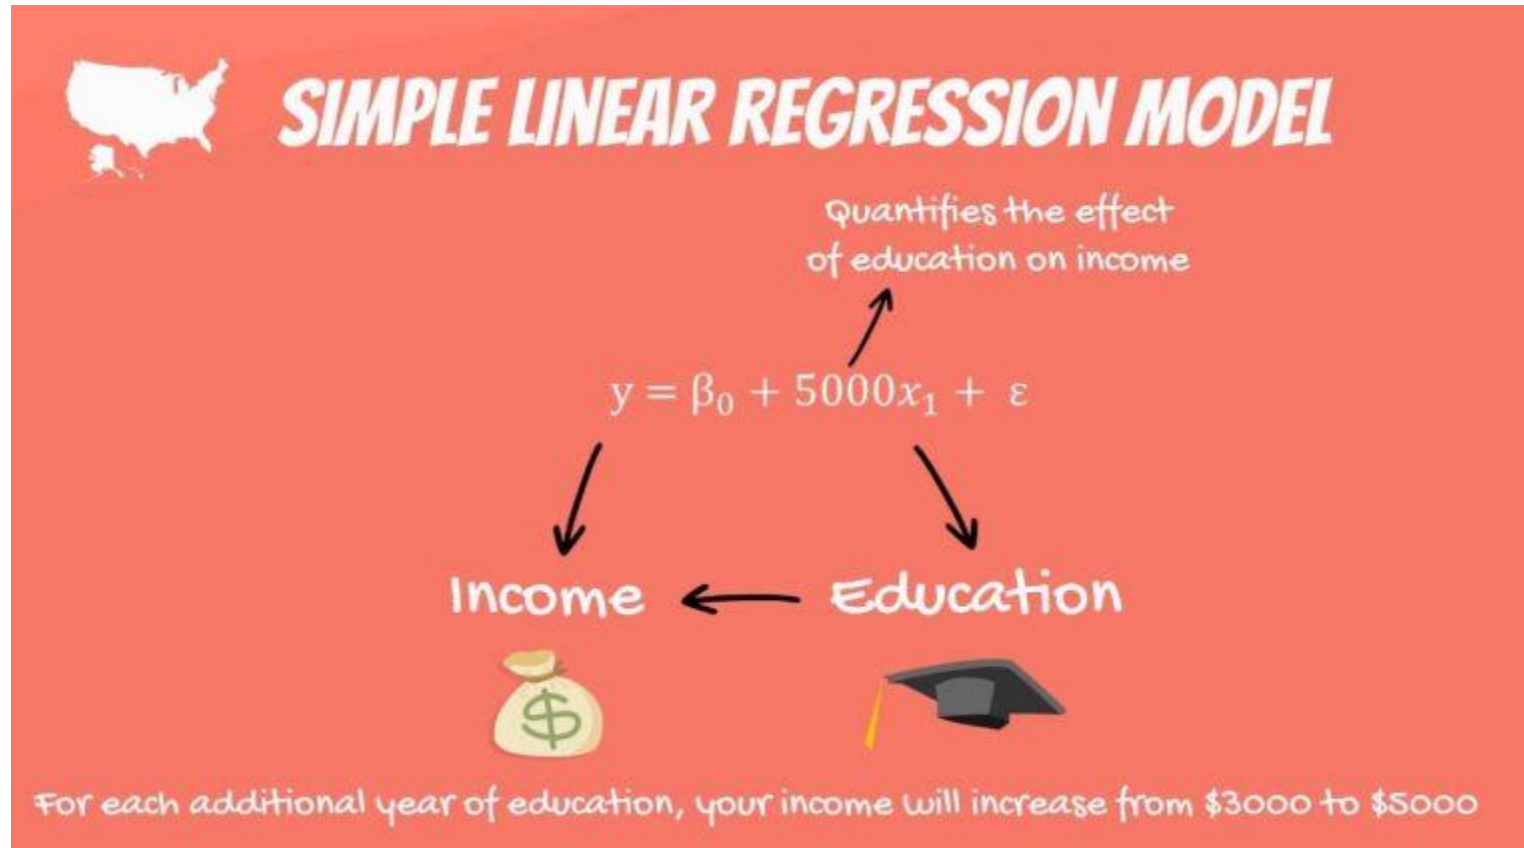 SIMPLE LINEAR REGRESSION MODEL
Quantifies the effect
of education on income
y = β₀ + 5000x₁ + ε
Income
Education
$
For each additional year of education, your income will increase from $3000 to $5000